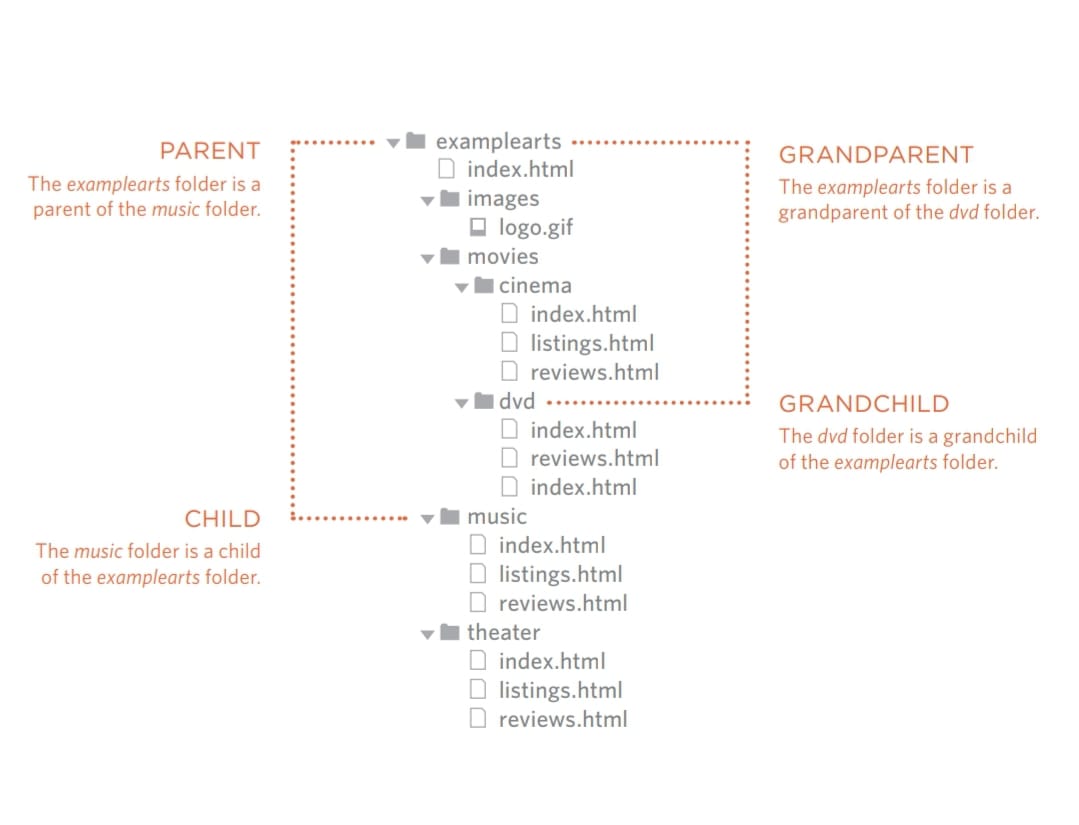 PARENT
The examplearts folder is a
parent of the music folder.
examplearts
index.html
images
logo.gif
movies
cinema
index.html
listings.html
reviews.html
dvd
index.html
reviews.html
index.html
music
index.html
listings.html
reviews.html
theater
index.html
listings.html
reviews.html
GRANDPARENT
The examplearts folder is a
grandparent of the dvd folder.
GRANDCHILD
The dvd folder is a grandchild
of the examplearts folder.
CHILD
The music folder is a child
of the examplearts folder.